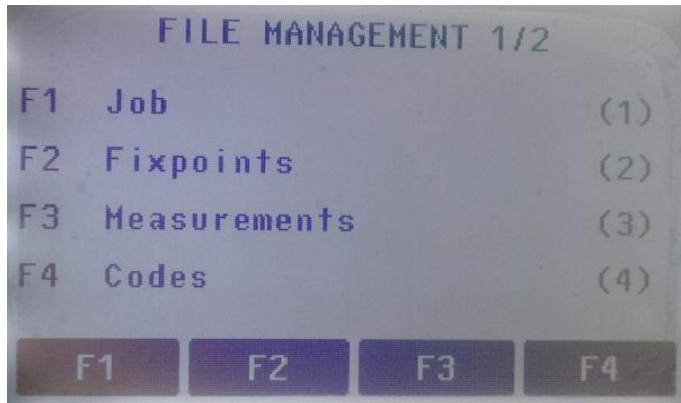 FILE MANAGEMENT 1/2
F1 Job (1)
F2 Fixpoints (2)
F3 Measurements (3)
F4 Codes (4)
F1 F2 F3 F4